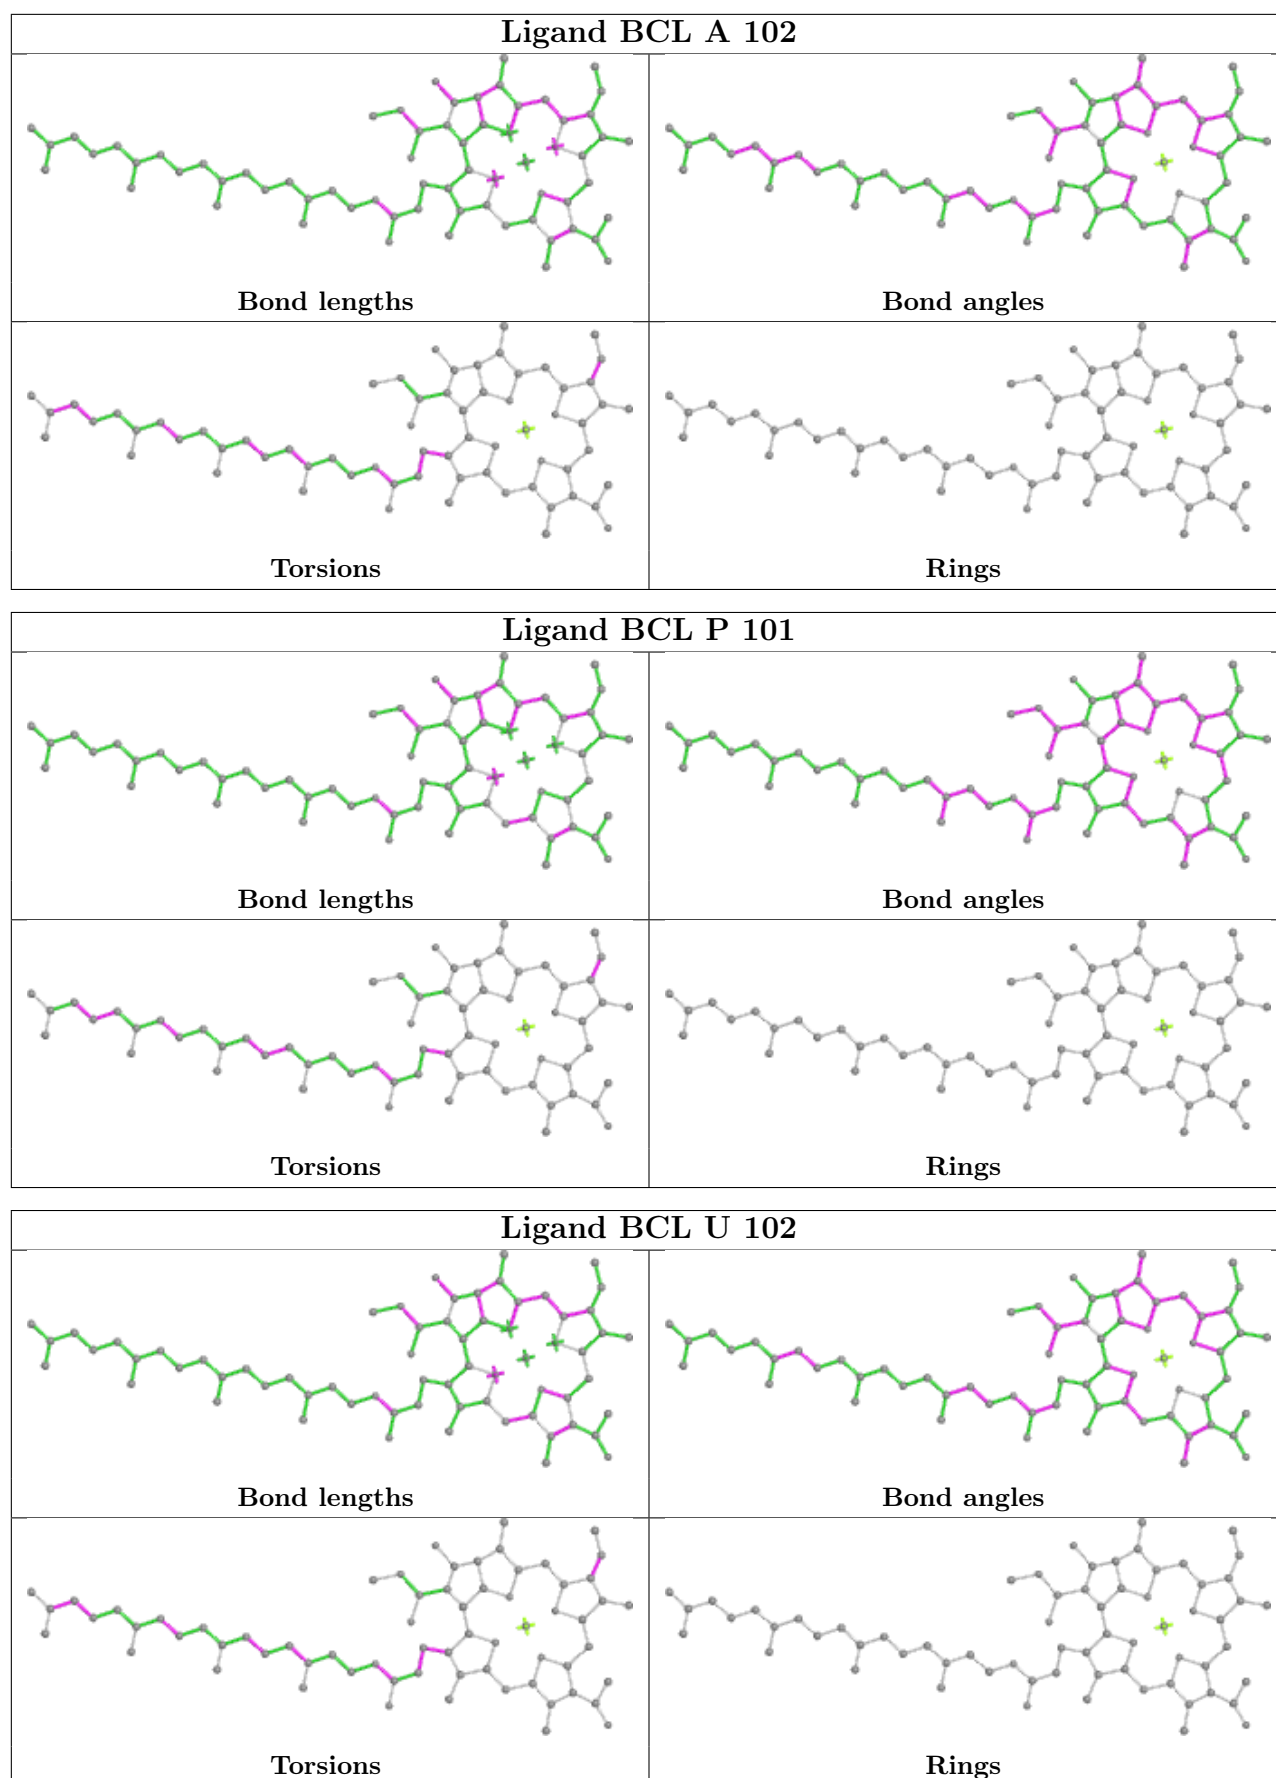 Ligand BCL A 102
Bond lengths
Bond angles
Torsions
Rings
Ligand BCL P 101
Bond lengths
Bond angles
Torsions
Rings
Ligand BCL U 102
Bond lengths
Bond angles
Torsions
Rings